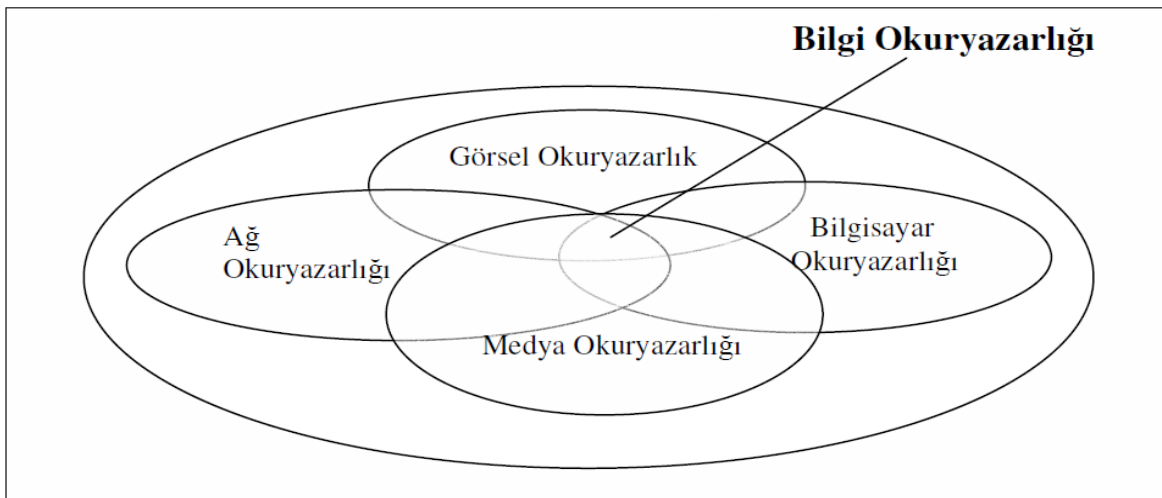 Bilgi Okuryazarlığı
Görsel Okuryazarlık
Ağ
Okuryazarlığı
Bilgisayar
Okuryazarlığı
Medya Okuryazarlığı